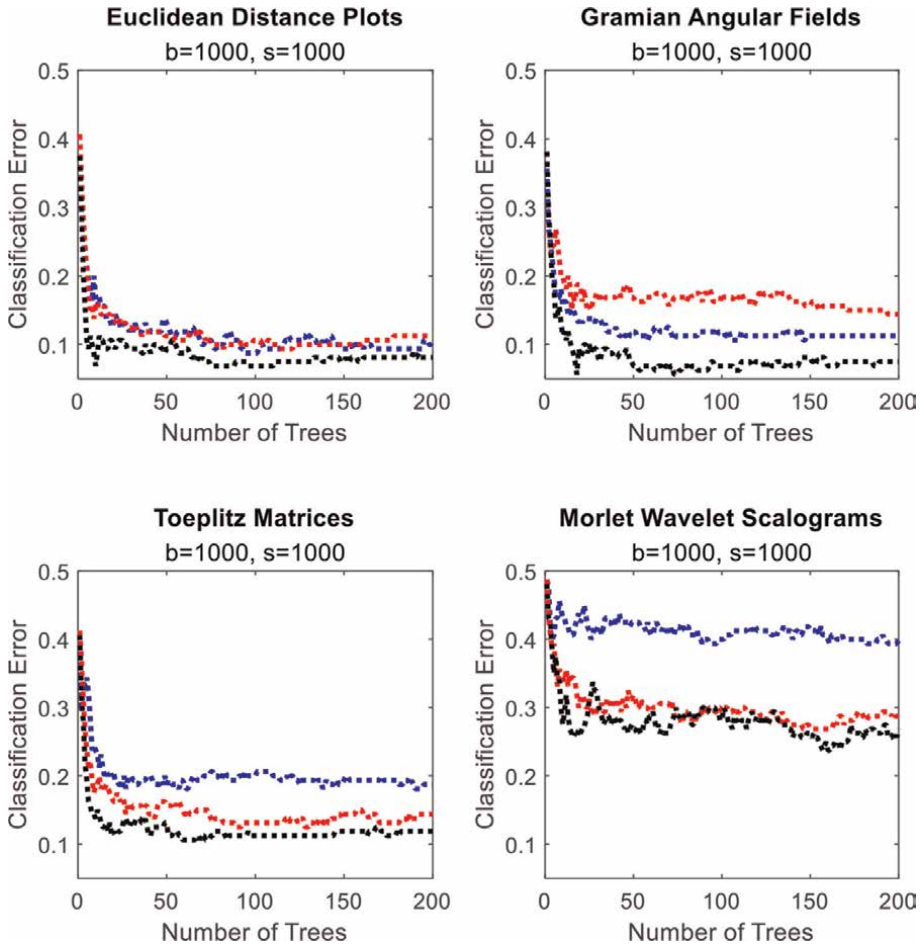 Euclidean Distance Plots
b=1000, s=1000
0.5
0.4
0.3
0.2
0.1
Classification Error
0 50 100 150 200
Number of Trees
Gramian Angular Fields
b=1000, s=1000
0.5
0.4
0.3
0.2
0.1
Classification Error
0 50 100 150 200
Number of Trees
Toeplitz Matrices
b=1000, s=1000
0.5
0.4
0.3
0.2
0.1
Classification Error
0 50 100 150 200
Number of Trees
Morlet Wavelet Scalograms
b=1000, s=1000
0.5
0.4
0.3
0.2
0.1
Classification Error
0 50 100 150 200
Number of Trees